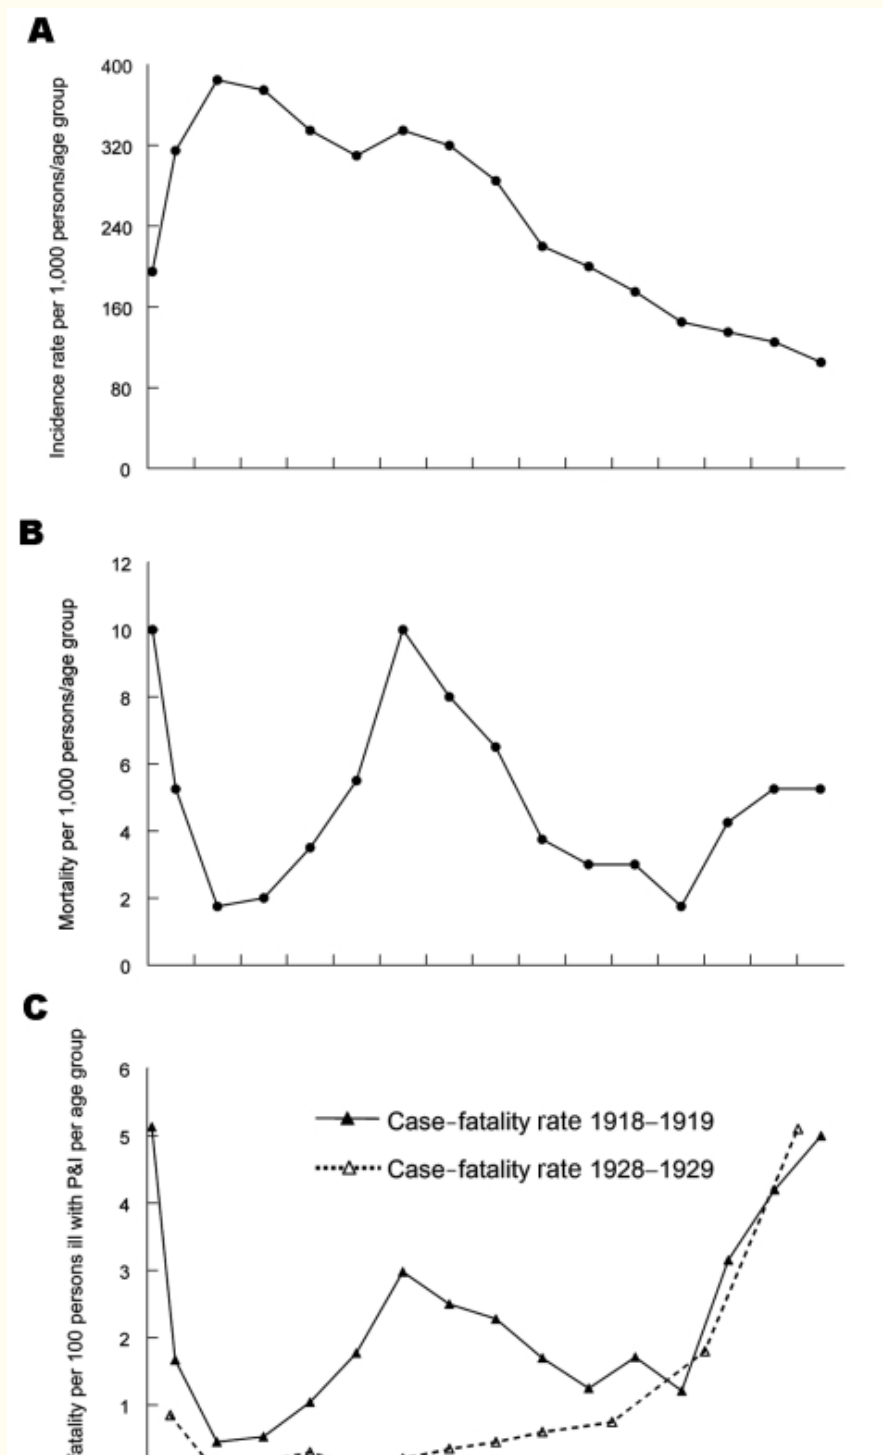 A
Incidence rate per 1,000 persons/age group
400
320
240
160
80
0
B
Mortality per 1,000 persons/age group
12
10
8
6
4
2
0
C
per 100 persons ill with P&I per age group
6
5
4
3
2
1
Case-fatality rate 1918–1919
Case-fatality rate 1928–1929